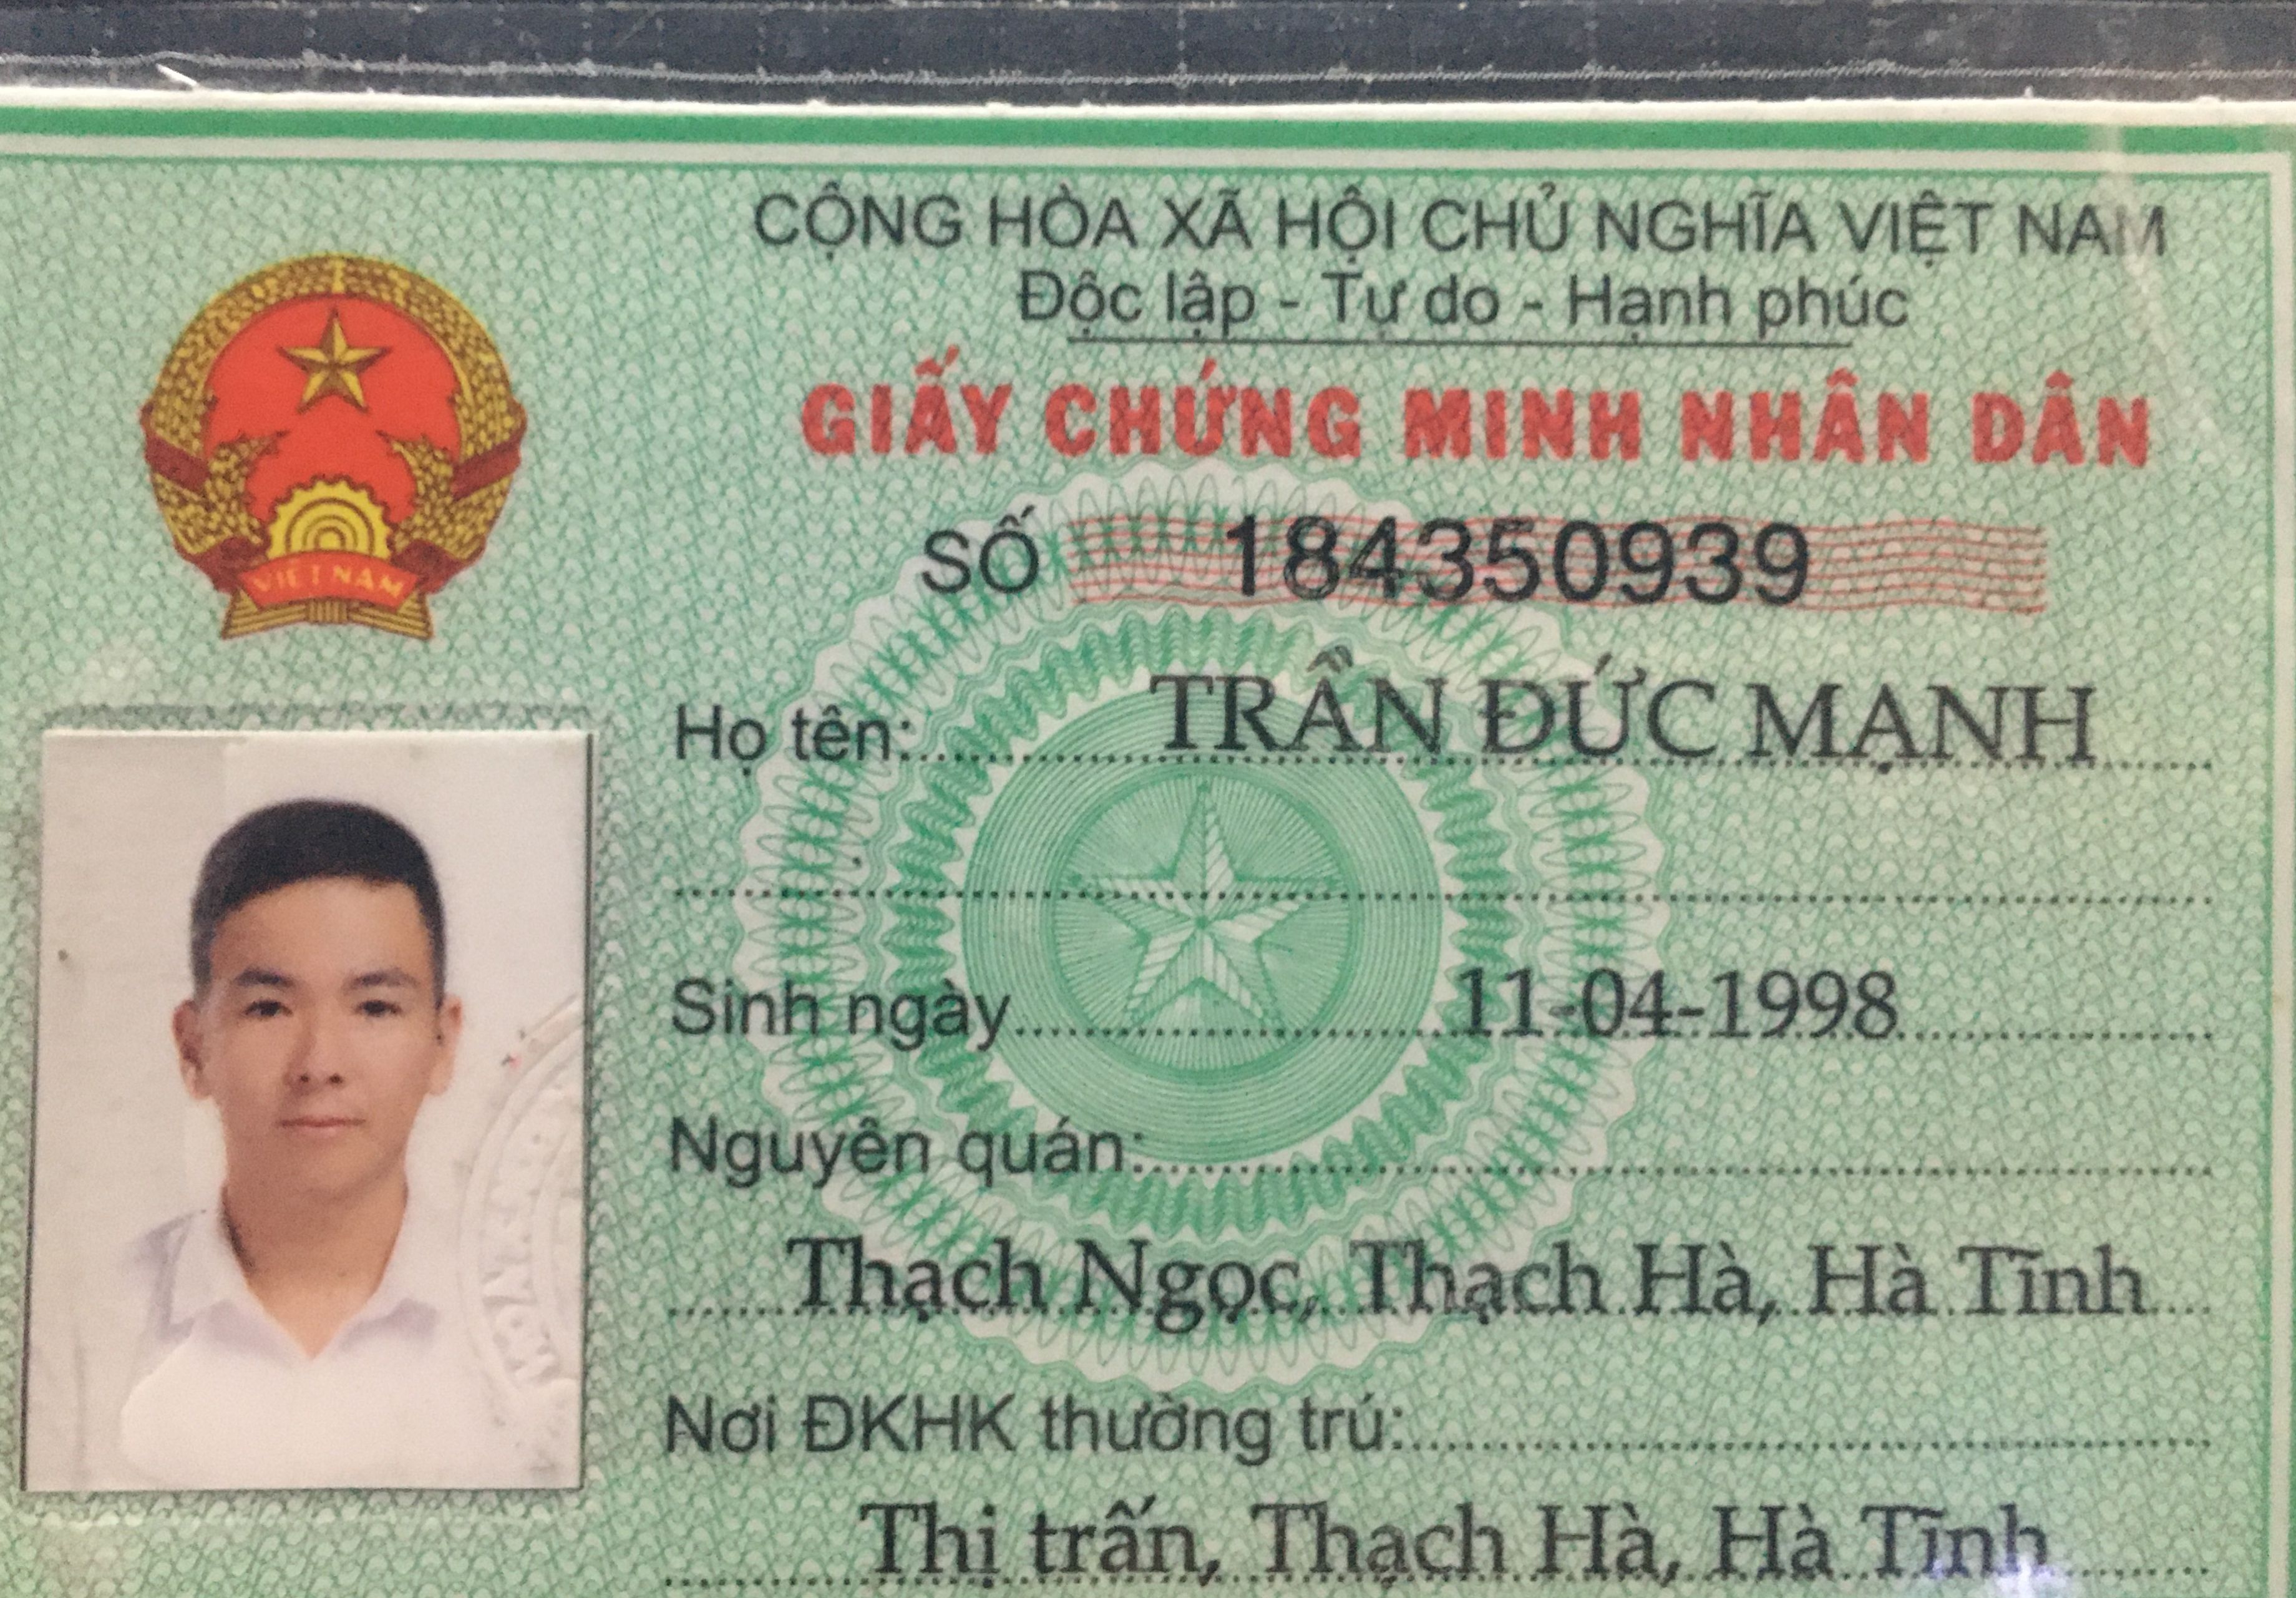 CỘNG HÒA XÃ HỘI CHỦ NGHĨA VIỆT NAM
Độc lập - Tự do - Hạnh phúc
GIẤY CHỨNG MINH NHÂN DÂN
SỐ 184350939
VIỆT NAM
Họ tên: TRẦN ĐỨC MẠNH
Sinh ngày 11-04-1998
Nguyên quán:
Thạch Ngọc, Thạch Hà, Hà Tĩnh
Nơi ĐKHK thường trú:
Thị trấn, Thạch Hà, Hà Tĩnh